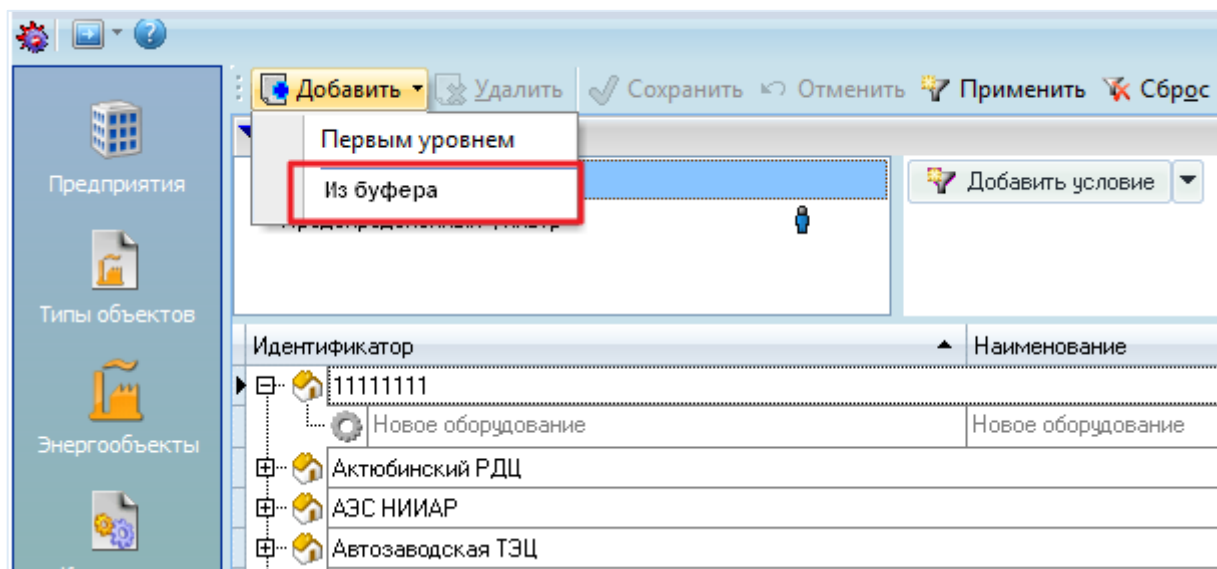 Добавить
Удалить
Сохранить
Отменить
Применить
Сброс
Первым уровнем
Из буфера
Добавить условие
Предприятия
Типы объектов
Энергообъекты
Идентификатор
Наименование
11111111
Новое оборудование
Новое оборудование
Актюбинский РДЦ
АЭС НИИАР
Автозаводская ТЭЦ